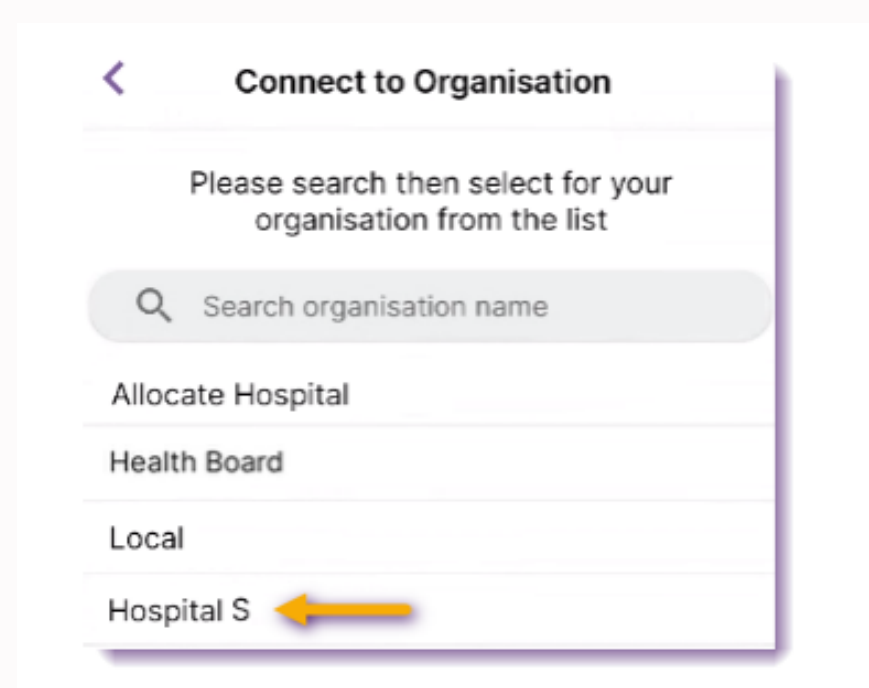 Connect to Organisation
Please search then select for your
organisation from the list
Search organisation name
Allocate Hospital
Health Board
Local
Hospital S